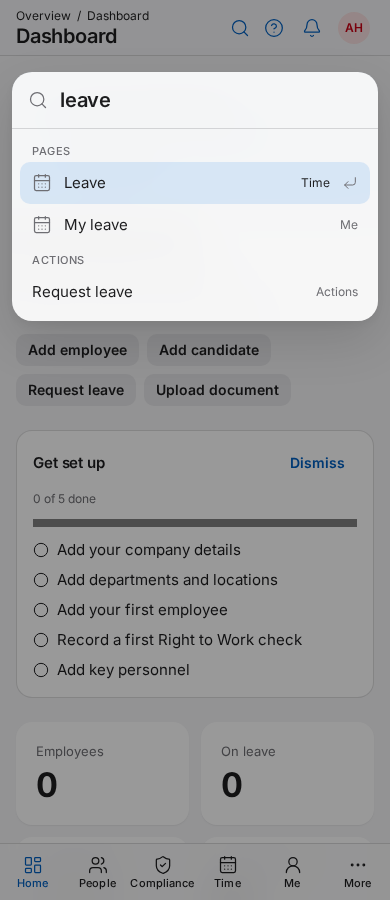 Overview / Dashboard
Dashboard
AH
leave
PAGES
Leave Time
My leave Me
ACTIONS
Request leave Actions
Add employee Add candidate
Request leave Upload document
Get set up Dismiss
0 of 5 done
Add your company details
Add departments and locations
Add your first employee
Record a first Right to Work check
Add key personnel
Employees On leave
0 0
Home People Compliance Time Me More